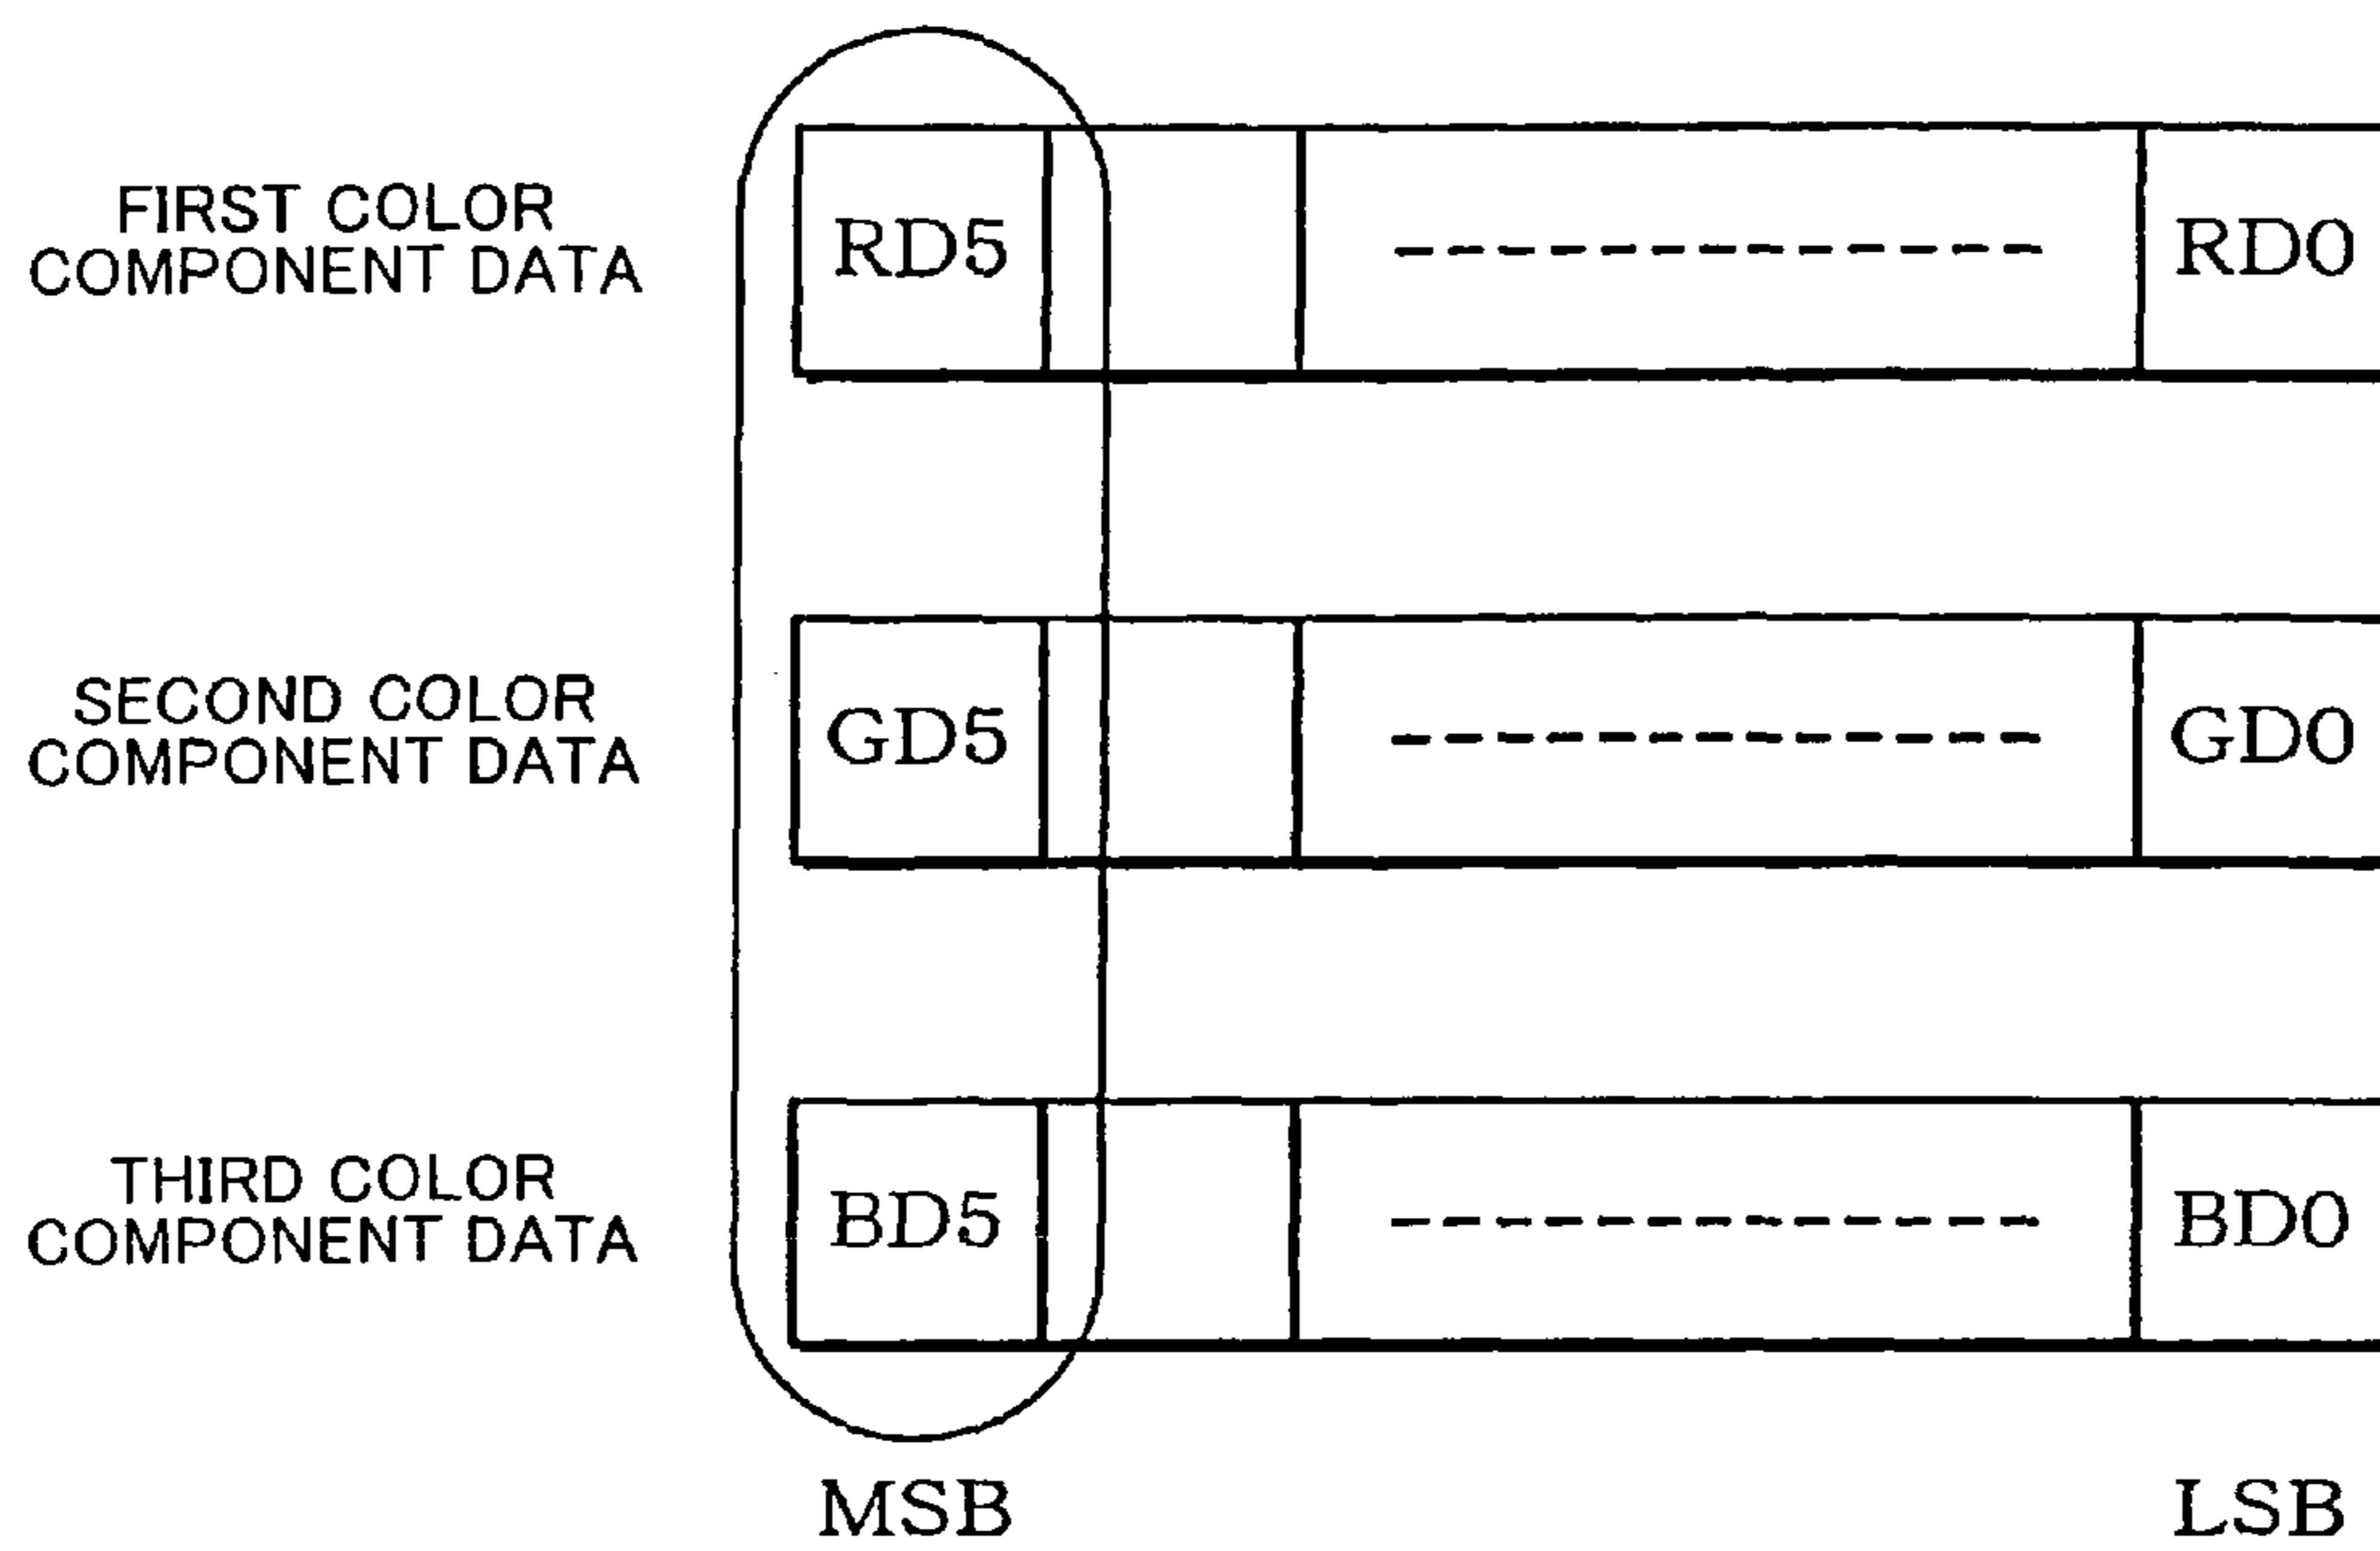 FIRST COLOR
COMPONENT DATA
RD5
RD0
SECOND COLOR
COMPONENT DATA
GD5
GD0
THIRD COLOR
COMPONENT DATA
BD5
BD0
MSB
LSB